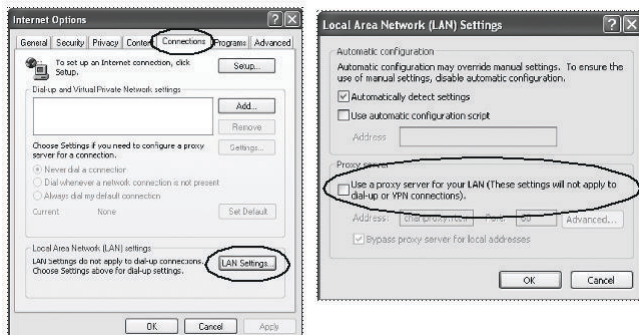 Internet Options
General Security Privacy Content Connections Programs Advanced
To set up an Internet connection, click
Setup.
Setup...
Dial-up and Virtual Private Network settings
Add...
Remove
Choose Settings if you need to configure a proxy
server for a connection.
Settings...
Never dial a connection
Dial whenever a network connection is not present
Always dial my default connection
Current None
Set Default
Local Area Network (LAN) settings
LAN Settings do not apply to dial-up connections.
Choose Settings above for dial-up settings.
LAN Settings...
OK Cancel Apply
Local Area Network (LAN) Settings
Automatic configuration
Automatic configuration may override manual settings. To ensure the
use of manual settings, disable automatic configuration.
Automatically detect settings
Use automatic configuration script
Address
Proxy server
Use a proxy server for your LAN (These settings will not apply to
dial-up or VPN connections).
Address: Port: 80 Advanced...
Bypass proxy server for local addresses
OK Cancel